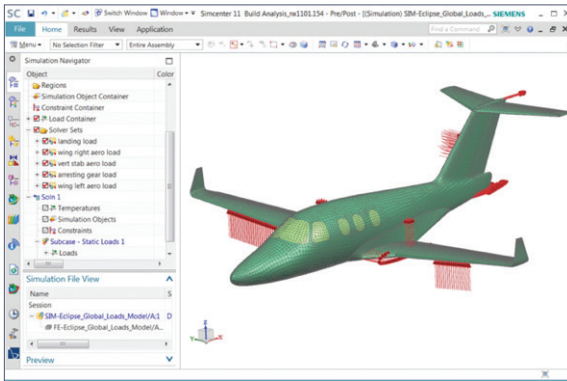 SC Switch Window Window Simcenter 11 Build.Analysis_nx1101.154 - Pre/Post - [(Simulation) SIM-Eclipse_Global_Loads_... SIEMENS
File Home Results View Application Find a Command
Menu No Selection Filter Entire Assembly
Simulation Navigator
Object Color
Regions
Simulation Object Container
Constraint Container
Load Container
Solver Sets
landing load
wing right aero load
vert stab aero load
arresting gear load
wing left aero load
Soln 1
Temperatures
Simulation Objects
Constraints
Subcase - Static Loads 1
Loads
Simulation File View
Name S
Session
SIM-Eclipse_Global_Loads_Model/A;1 D
FE-Eclipse_Global_Loads_Model/A...
Preview